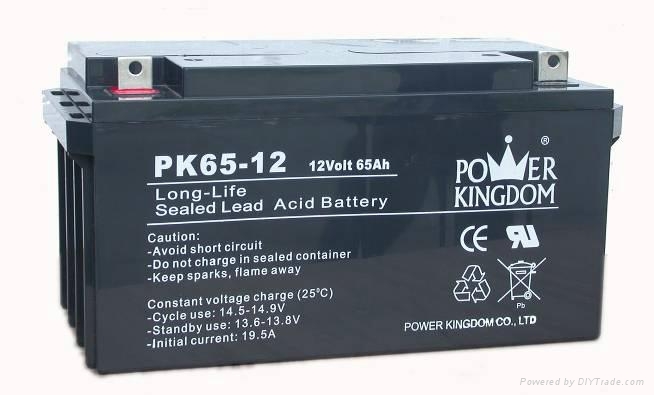 PK65-12 12Volt 65Ah
Long-Life
Sealed Lead Acid Battery
Caution:
-Avoid short circuit
-Do not charge in sealed container
-Keep sparks, flame away
Constant voltage charge (25°C)
-Cycle use: 14.5-14.9V
-Standby use: 13.6-13.8V
-Initial current: 19.5A
POWER ®
KINGDOM
CE RU
Pb
POWER KINGDOM CO., LTD
Powered by DIYTrade.com